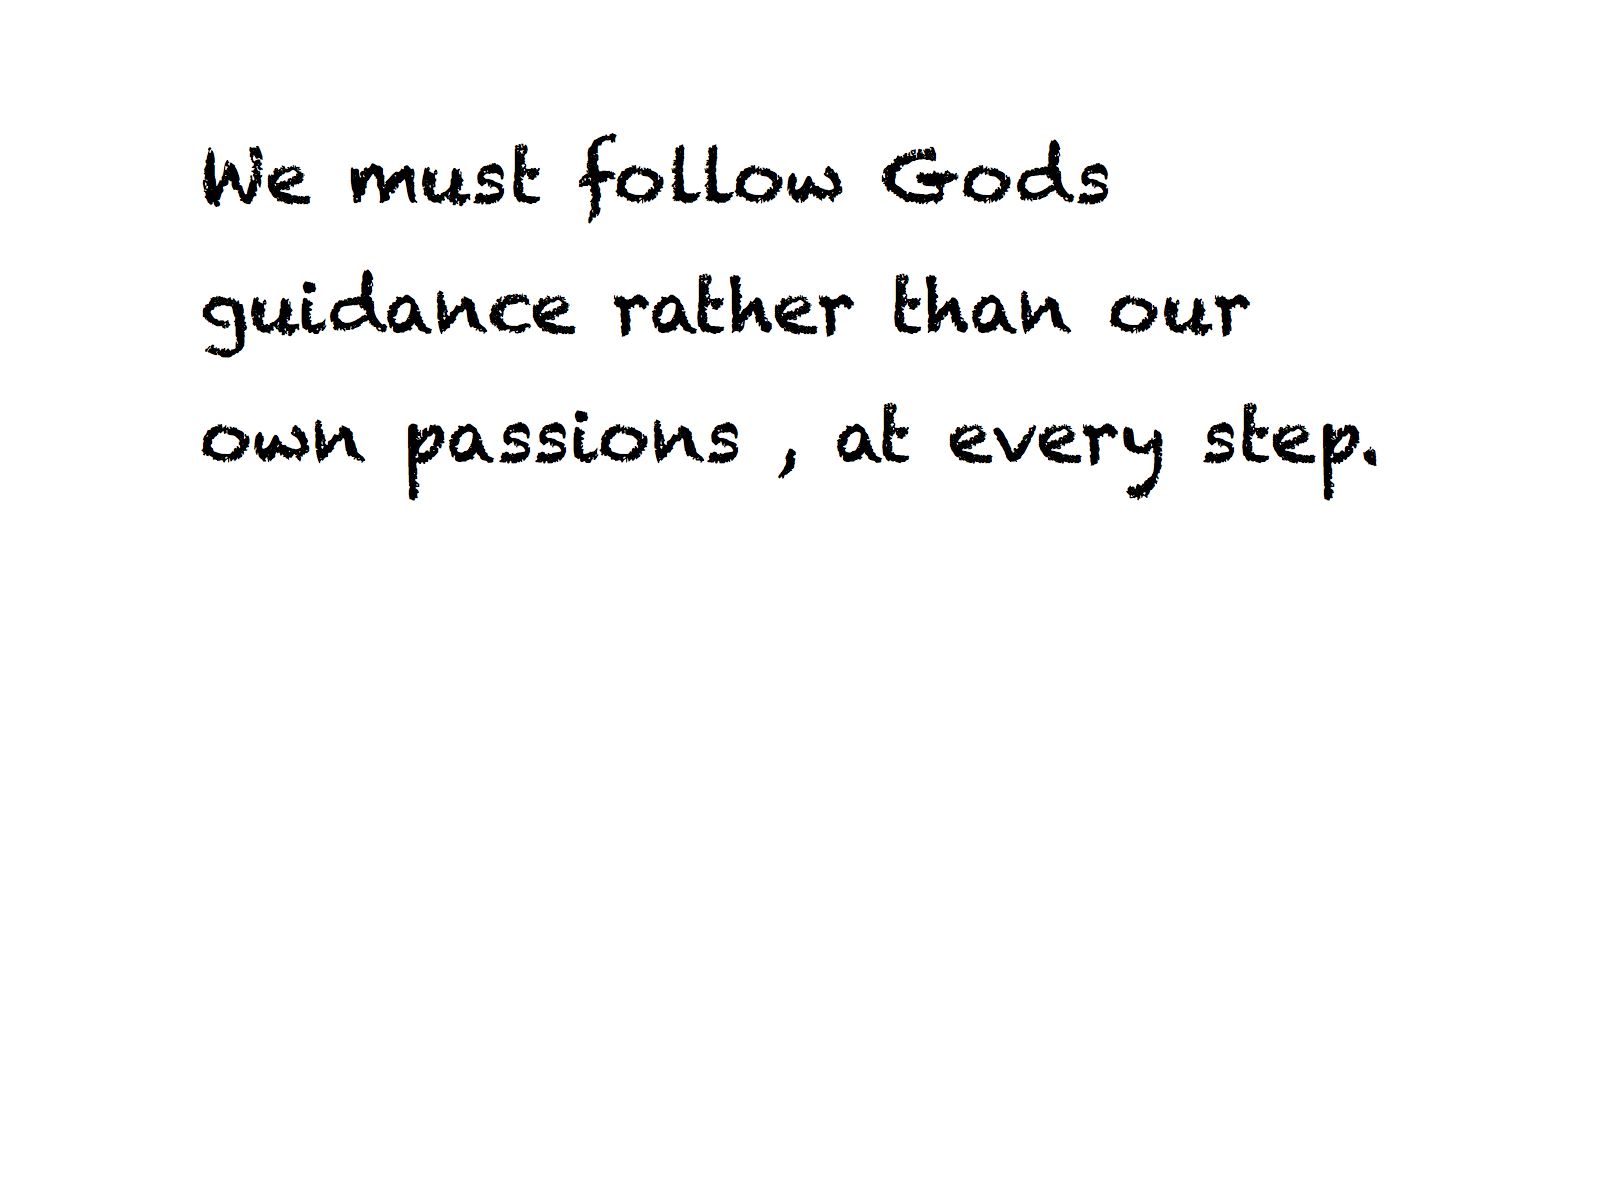 We must follow Gods
guidance rather than our
own passions , at every step.